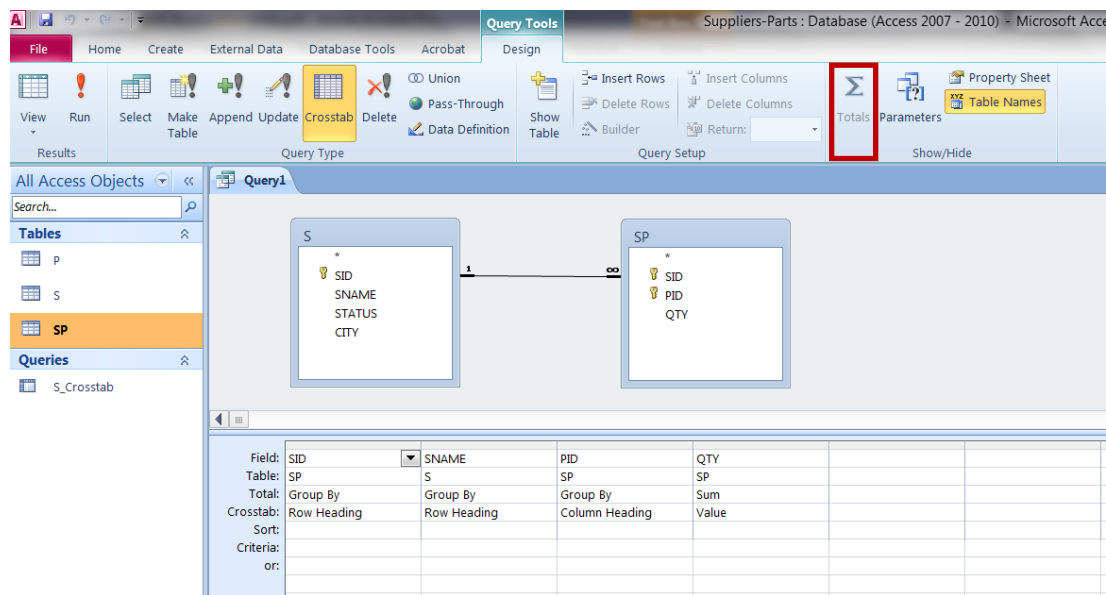 A
Query Tools
Suppliers-Parts : Database (Access 2007 - 2010) - Microsoft Acce
File Home Create External Data Database Tools Acrobat Design
View
Run
Select
Make Table
Append
Update
Crosstab
Delete
Union
Pass-Through
Data Definition
Show Table
Insert Rows
Delete Rows
Builder
Insert Columns
Delete Columns
Return:
Σ
Totals
[?]
Parameters
Property Sheet
XYZ
Table Names
Results
Query Type
Query Setup
Show/Hide
All Access Objects «
Search...
Tables
P
S
SP
Queries
S_Crosstab
Query1
S
*
SID
SNAME
STATUS
CITY
1 ∞
SP
*
SID
PID
QTY
Field: SID SNAME PID QTY
Table: SP S SP SP
Total: Group By Group By Group By Sum
Crosstab: Row Heading Row Heading Column Heading Value
Sort:
Criteria:
or: